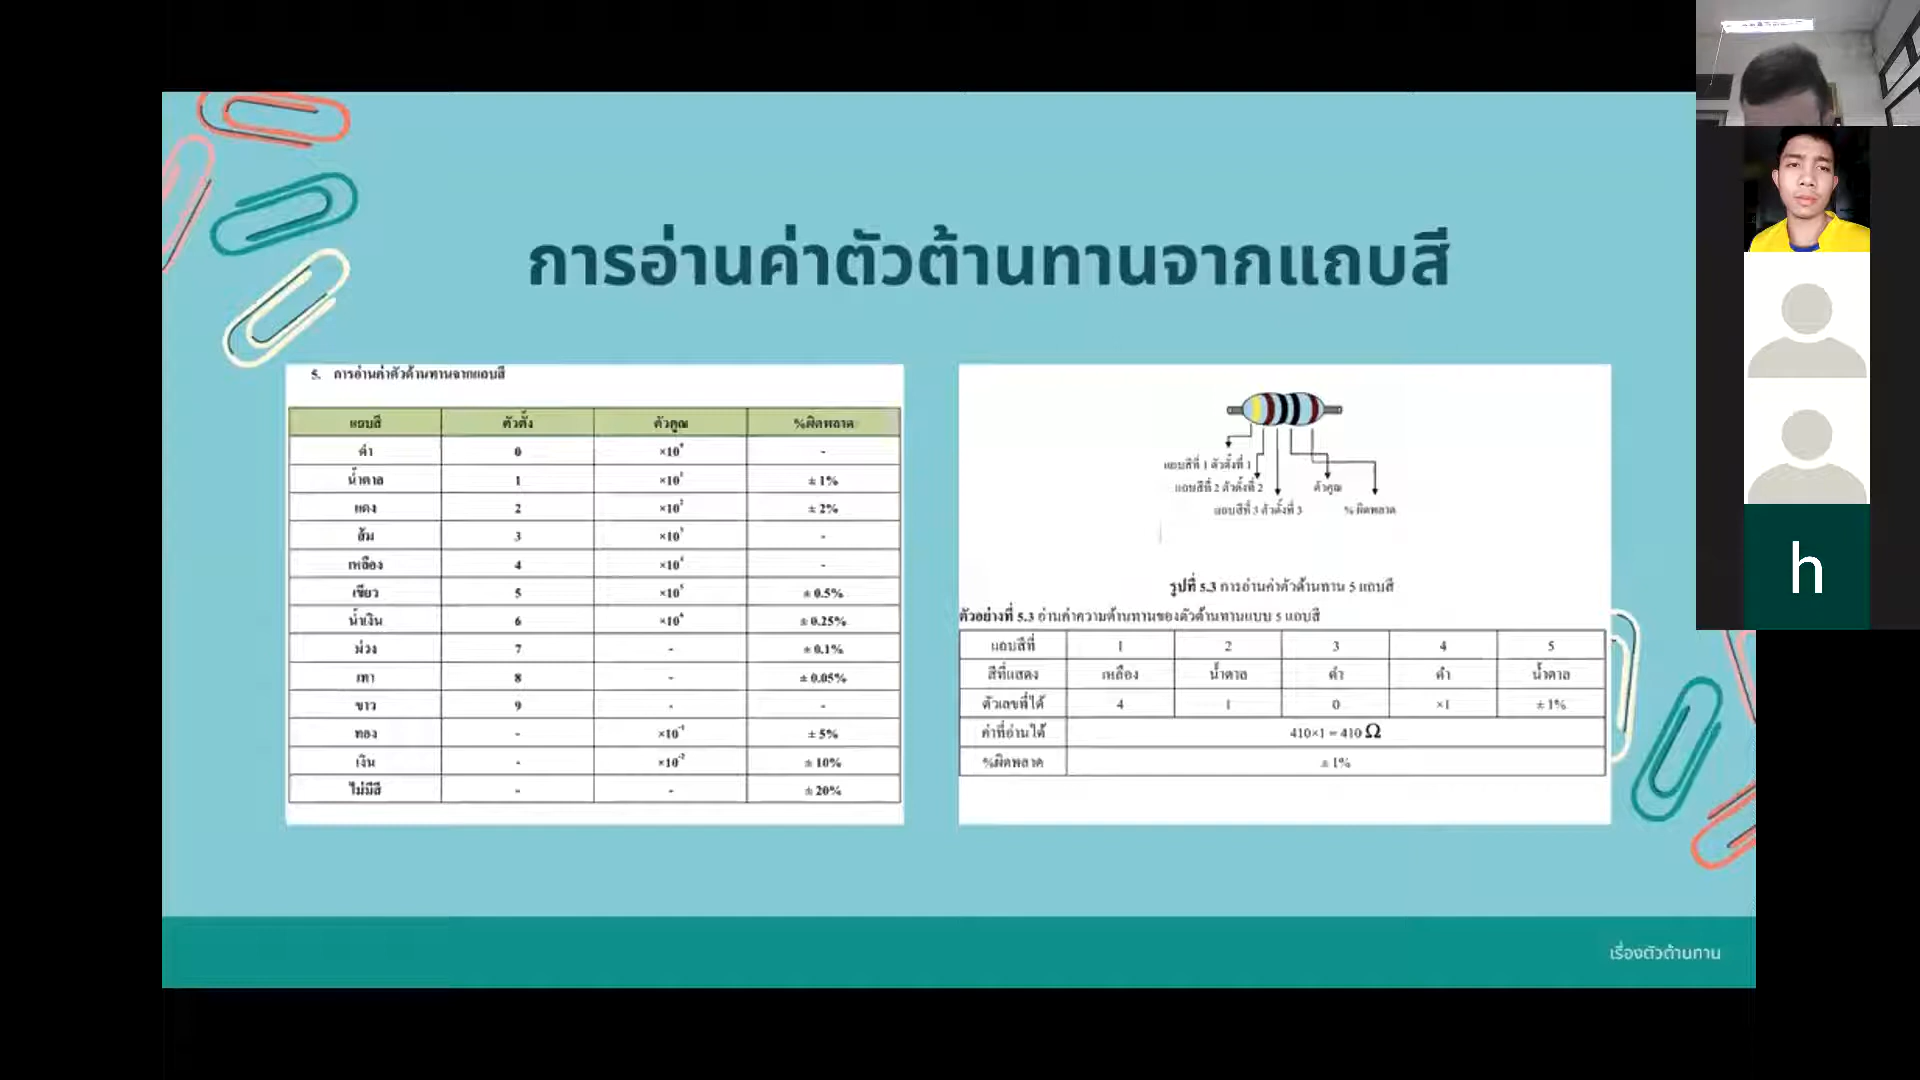 การอ่านค่าตัวต้านทานจากแถบสี
5. การอ่านค่าตัวต้านทานจากแถบสี
แถบสี ตัวตั้ง ตัวคูณ %ผิดพลาด
ดำ 0 -
น้ำตาล 1 ×10¹ ± 1%
แดง 2 ×10² ± 2%
ส้ม 3 ×10³ -
เหลือง 4 ×10⁴ -
เขียว 5 ×10⁵ ± 0.5%
น้ำเงิน 6 ×10⁶ ± 0.25%
ม่วง 7 - ± 0.1%
เทา 8 - ± 0.05%
ขาว 9 - -
ทอง - ×10⁻¹ ± 5%
เงิน - ×10⁻² ± 10%
ไม่มีสี - - ± 20%
แถบสีที่ 1 ตัวตั้งที่ 1
แถบสีที่ 2 ตัวตั้งที่ 2
ตัวคูณ
แถบสีที่ 3 ตัวตั้งที่ 3
% ผิดพลาด
รูปที่ 5.3 การอ่านค่าตัวต้านทาน 5 แถบสี
ตัวอย่างที่ 5.3 อ่านค่าความต้านทานของตัวต้านทานแบบ 5 แถบสี
แถบสีที่ 1 2 3 4 5
สีที่แสดง เหลือง น้ำตาล ดำ ดำ น้ำตาล
ตัวเลขที่ได้ 4 1 0 ×1 ± 1%
ค่าที่อ่านได้ 410×1 = 410 Ω
%ผิดพลาด ± 1%
เรื่องตัวต้านทาน
h